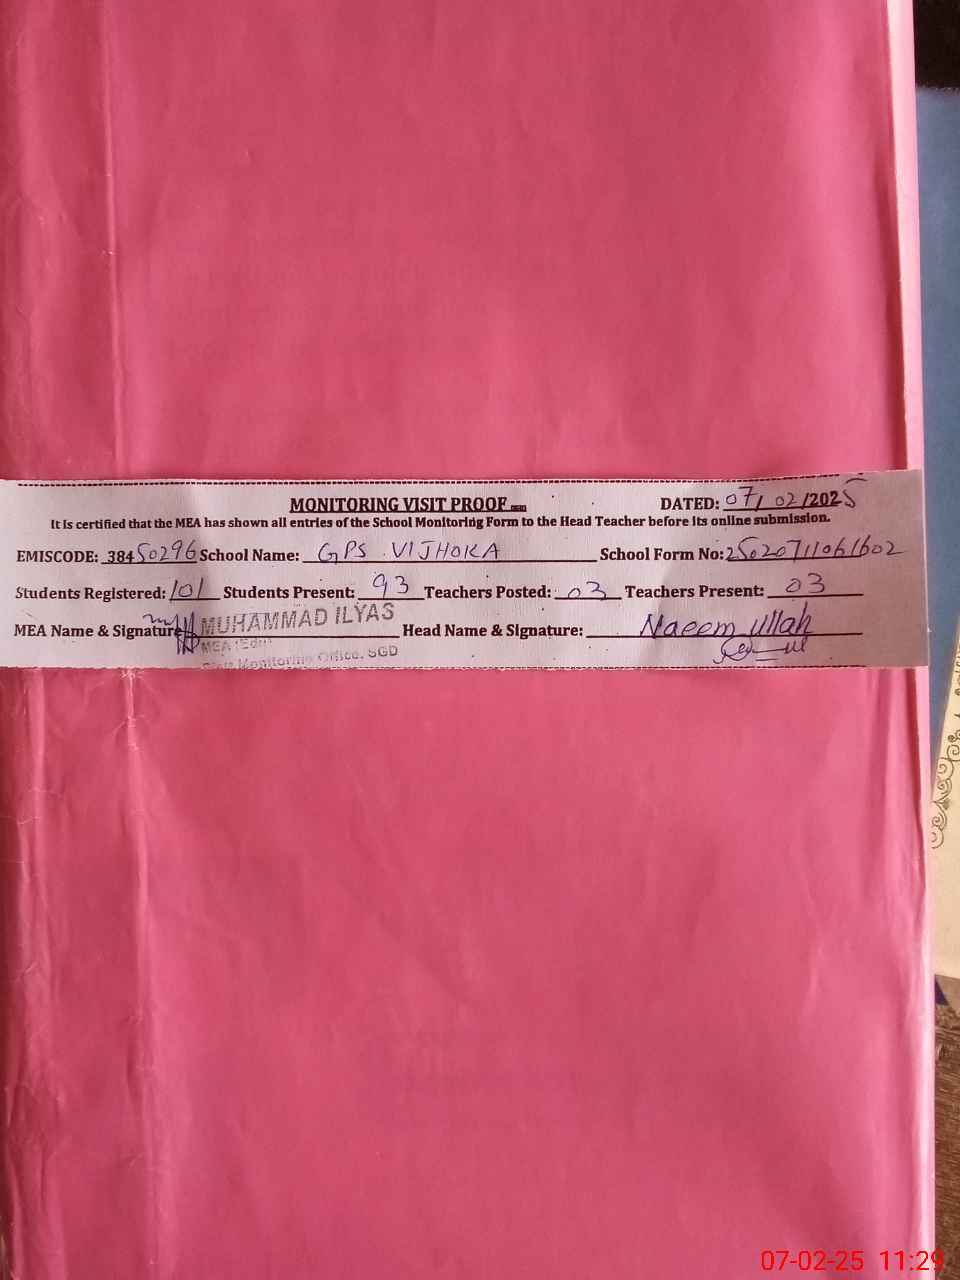 MONITORING VISIT PROOF DATED: 07/02/2025
It is certified that the MEA has shown all entries of the School Monitoring Form to the Head Teacher before its online submission.
EMISCODE: 38450296 School Name: GPS VIJHOKA School Form No: 25020711061602
Students Registered: 101 Students Present: 93 Teachers Posted: 03 Teachers Present: 03
MEA Name & Signature MUHAMMAD ILYAS Head Name & Signature: Naeem ullah
MEA (Edu)
Monitoring Office, SGD
07-02-25 11:29